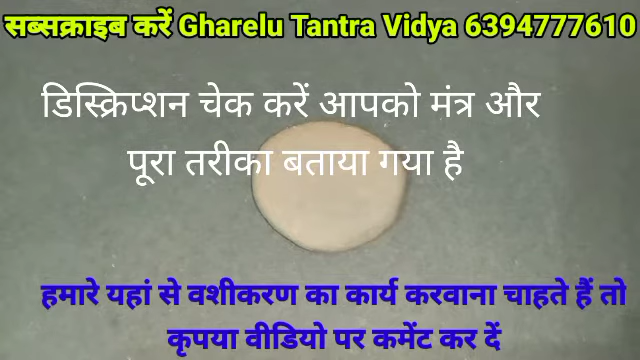 सब्सक्राइब करें Gharelu Tantra Vidya 6394777610
डिस्क्रिप्शन चेक करें आपको मंत्र और
पूरा तरीका बताया गया है
हमारे यहां से वशीकरण का कार्य करवाना चाहते हैं तो
कृपया वीडियो पर कमेंट कर दें